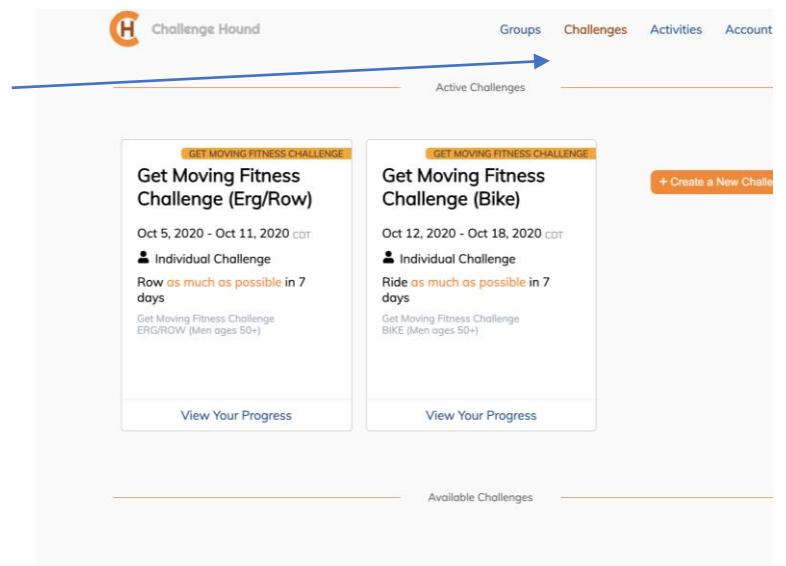 H Challenge Hound
Groups Challenges Activities Account
Active Challenges
GET MOVING FITNESS CHALLENGE
Get Moving Fitness
Challenge (Erg/Row)
Oct 5, 2020 - Oct 11, 2020 CDT
Individual Challenge
Row as much as possible in 7
days
Get Moving Fitness Challenge
ERG/ROW (Men ages 50+)
View Your Progress
GET MOVING FITNESS CHALLENGE
Get Moving Fitness
Challenge (Bike)
Oct 12, 2020 - Oct 18, 2020 CDT
Individual Challenge
Ride as much as possible in 7
days
Get Moving Fitness Challenge
BIKE (Men ages 50+)
View Your Progress
+ Create a New Challe
Available Challenges